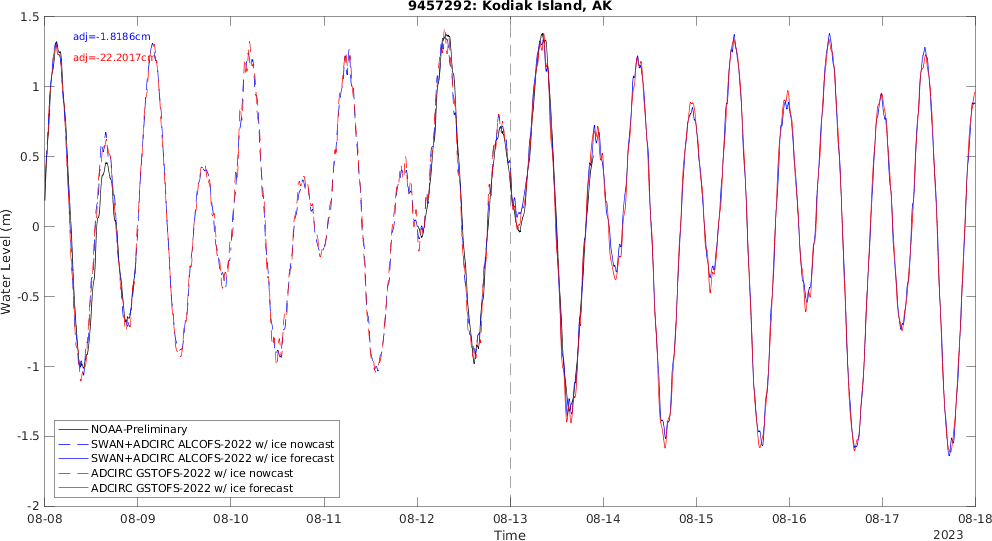 9457292: Kodiak Island, AK
adj=-1.8186cm
adj=-22.2017cm
Water Level (m)
1.5
1
0.5
0
-0.5
-1
-1.5
-2
NOAA-Preliminary
SWAN+ADCIRC ALCOFS-2022 w/ ice nowcast
SWAN+ADCIRC ALCOFS-2022 w/ ice forecast
ADCIRC GSTOFS-2022 w/ ice nowcast
ADCIRC GSTOFS-2022 w/ ice forecast
08-08 08-09 08-10 08-11 08-12 08-13 08-14 08-15 08-16 08-17 08-18
Time
2023